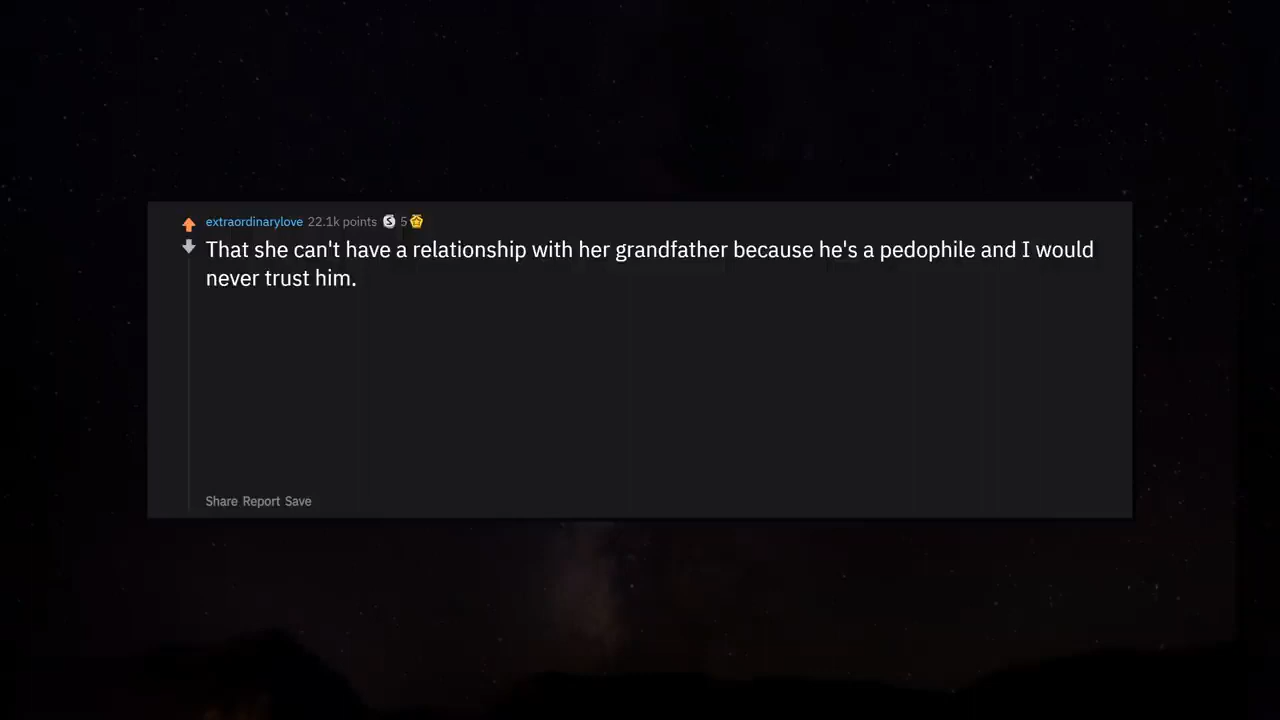 extraordinarylove 22.1k points S 5
That she can't have a relationship with her grandfather because he's a pedophile and I would
never trust him.
Share Report Save